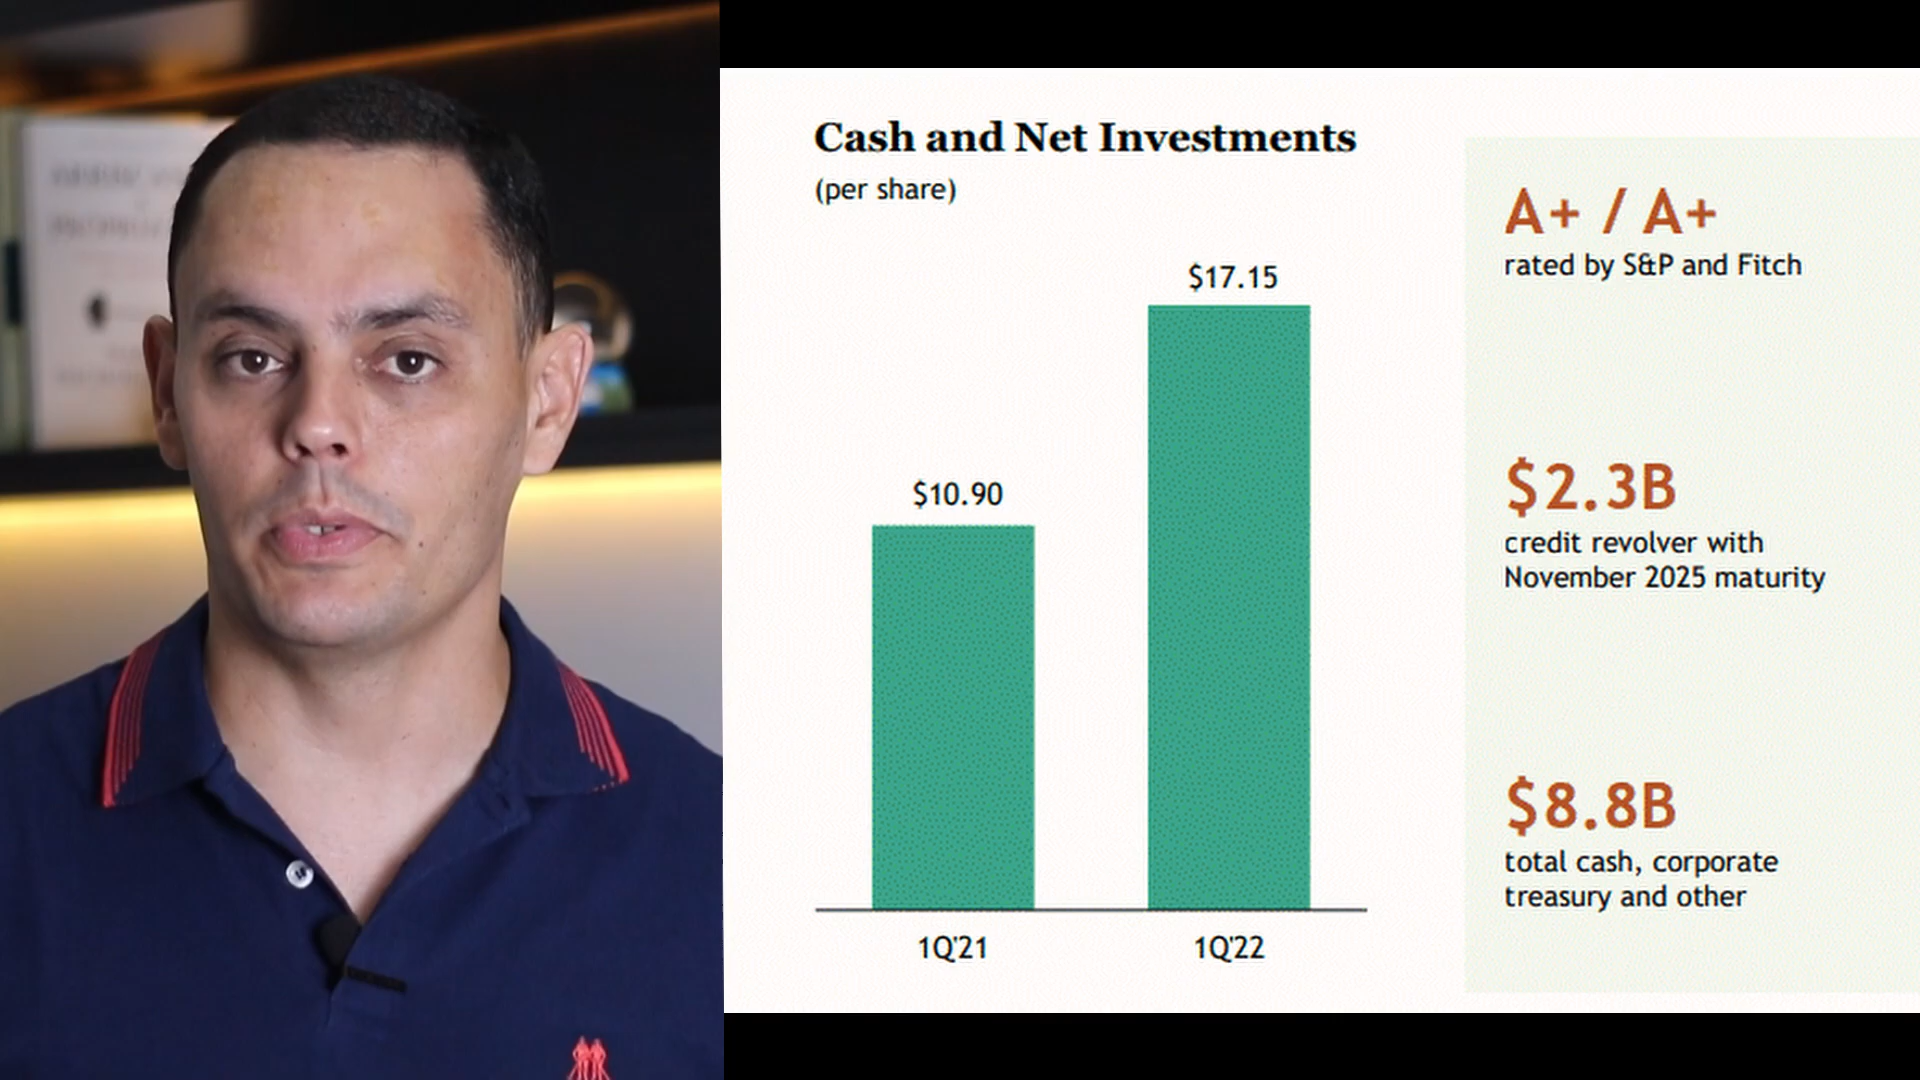 Cash and Net Investments
(per share)
$10.90
$17.15
1Q'21
1Q'22
A+ / A+
rated by S&P and Fitch
$2.3B
credit revolver with
November 2025 maturity
$8.8B
total cash, corporate
treasury and other